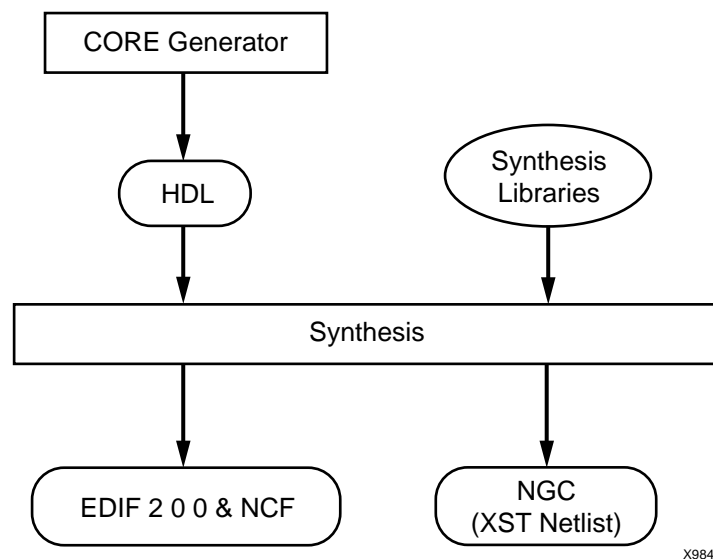 CORE Generator
HDL
Synthesis
Libraries
Synthesis
EDIF 2 0 0 & NCF
NGC
(XST Netlist)
X984